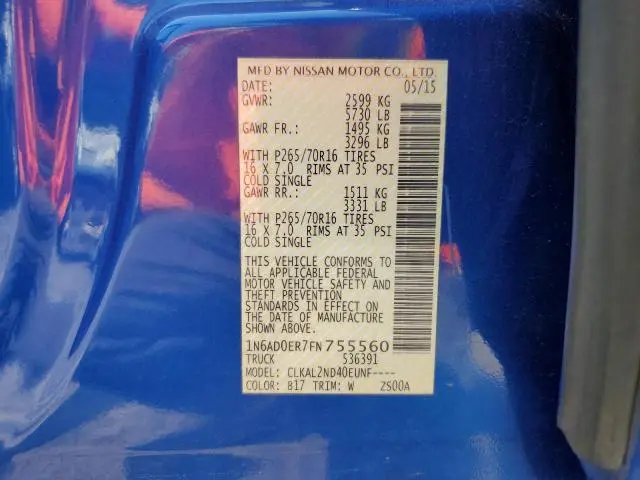 MFD BY NISSAN MOTOR CO., LTD.
DATE: 05/15
GVWR: 2599 KG
5730 LB
GAWR FR.: 1495 KG
3296 LB
WITH P265/70R16 TIRES
16 X 7.0 RIMS AT 35 PSI
COLD SINGLE
GAWR RR.: 1511 KG
3331 LB
WITH P265/70R16 TIRES
16 X 7.0 RIMS AT 35 PSI
COLD SINGLE
THIS VEHICLE CONFORMS TO
ALL APPLICABLE FEDERAL
MOTOR VEHICLE SAFETY AND
THEFT PREVENTION
STANDARDS IN EFFECT ON
THE DATE OF MANUFACTURE
SHOWN ABOVE.
1N6AD0ER7FN755560
TRUCK 536391
MODEL: CLKAL2ND40EUNF----
COLOR: B17 TRIM: W 2S00A